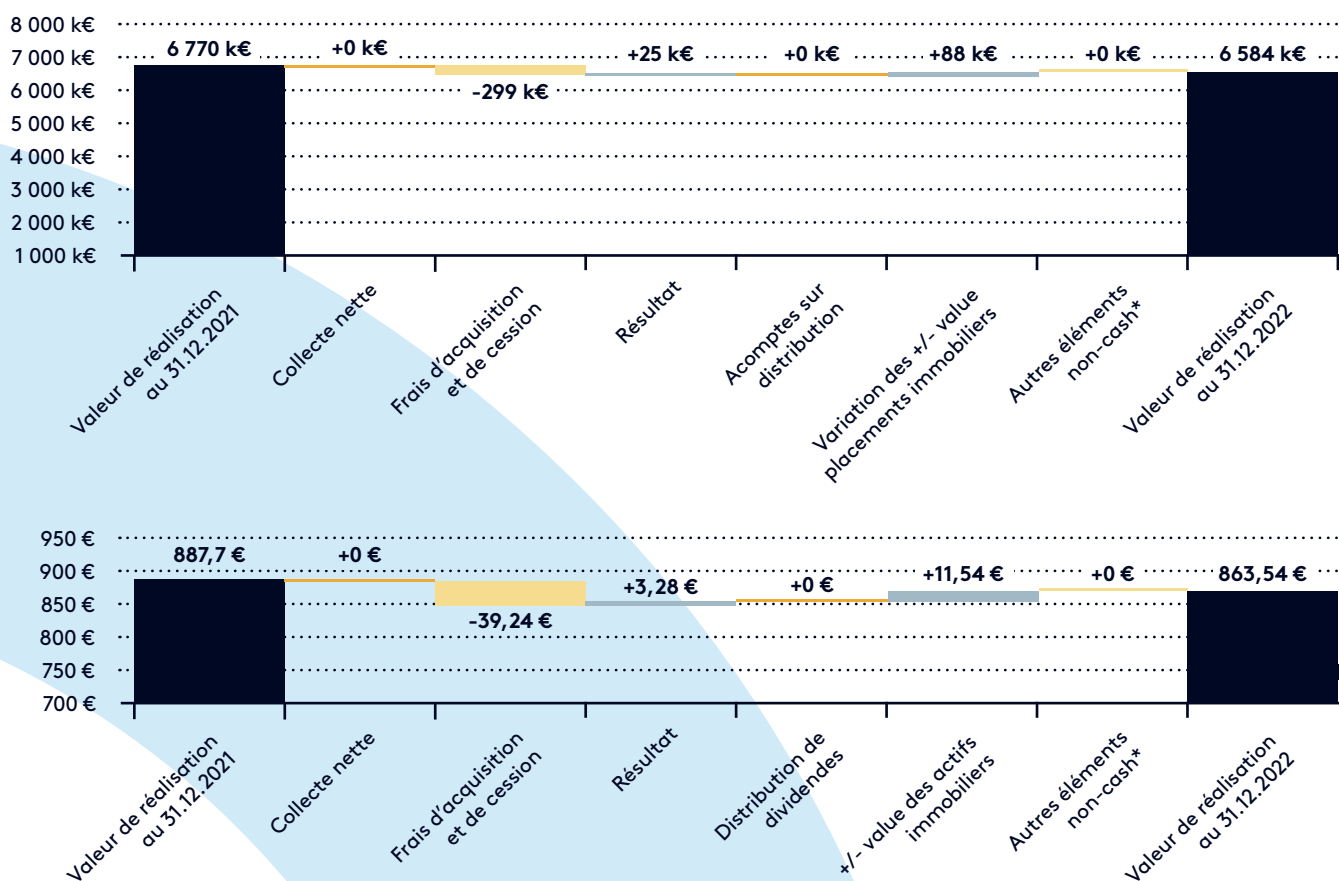 8 000 k€
7 000 k€
6 000 k€
5 000 k€
4 000 k€
3 000 k€
2 000 k€
1 000 k€
6 770 k€
+0 k€
-299 k€
+25 k€
+0 k€
+88 k€
+0 k€
6 584 k€
Valeur de réalisation
au 31.12.2021
Collecte nette
Frais d'acquisition
et de cession
Résultat
Acomptes sur
distribution
Variation des +/- value
placements immobiliers
Autres éléments
non-cash*
Valeur de réalisation
au 31.12.2022
950 €
900 €
850 €
800 €
750 €
700 €
887,7 €
+0 €
-39,24 €
+3,28 €
+0 €
+11,54 €
+0 €
863,54 €
Valeur de réalisation
au 31.12.2021
Collecte nette
Frais d'acquisition
et de cession
Résultat
Distribution de
dividendes
+/- value des actifs
immobiliers
Autres éléments
non-cash*
Valeur de réalisation
au 31.12.2022